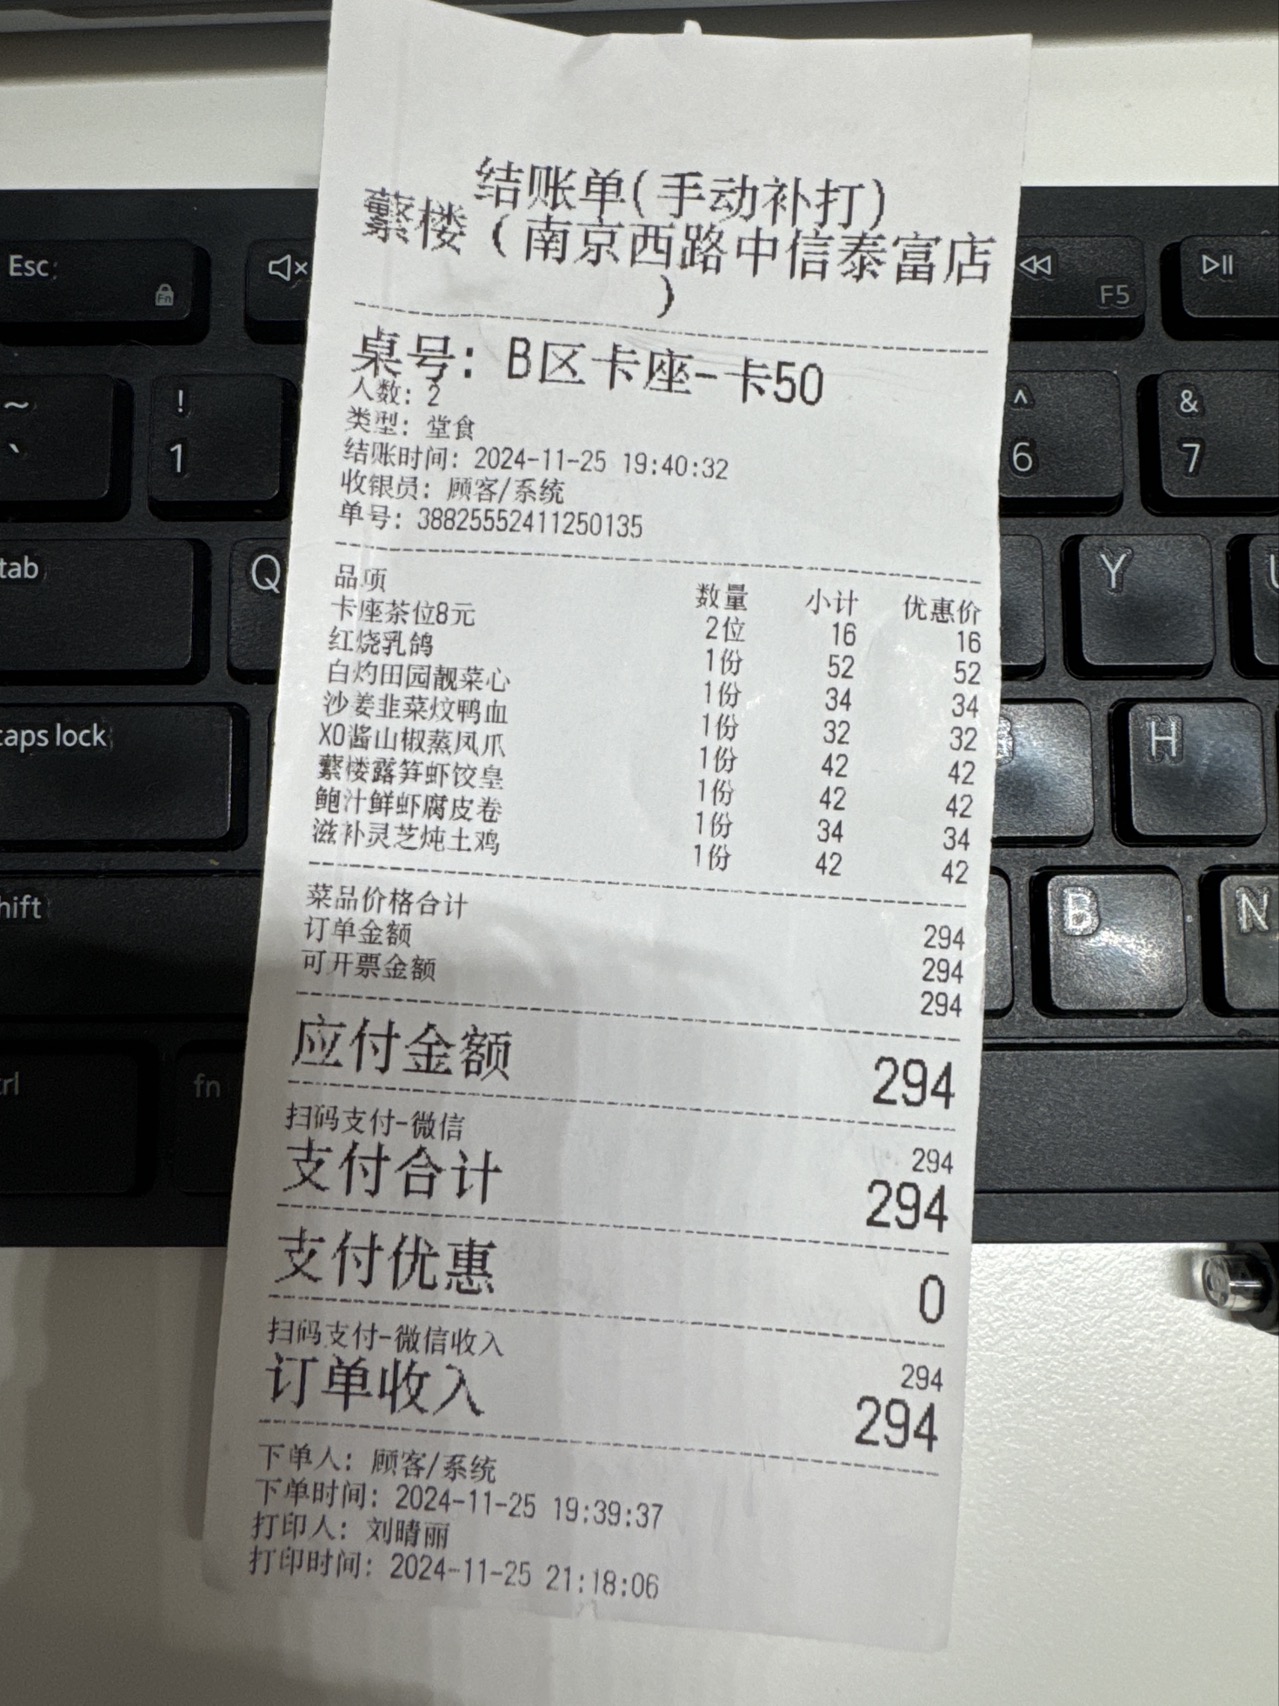 结账单(手动补打)
蘩楼（南京西路中信泰富店
）
桌号: B区卡座-卡50
人数: 2
类型: 堂食
结账时间: 2024-11-25 19:40:32
收银员: 顾客/系统
单号: 38825552411250135
品项 数量 小计 优惠价
卡座茶位8元 2位 16 16
红烧乳鸽 1份 52 52
白灼田园靓菜心 1份 34 34
沙姜韭菜炆鸭血 1份 32 32
XO酱山椒蒸凤爪 1份 42 42
蘩楼露笋虾饺皇 1份 42 42
鲍汁鲜虾腐皮卷 1份 34 34
滋补灵芝炖土鸡 1份 42 42
菜品价格合计 294
订单金额 294
可开票金额 294
应付金额 294
扫码支付-微信 294
支付合计 294
支付优惠 0
扫码支付-微信收入 294
订单收入 294
下单人: 顾客/系统
下单时间: 2024-11-25 19:39:37
打印人: 刘晴丽
打印时间: 2024-11-25 21:18:06
Esc
Fn
F5
~
`
!
1
^
6
&
7
tab
Q
Y
caps lock
H
hift
B
N
rl
fn